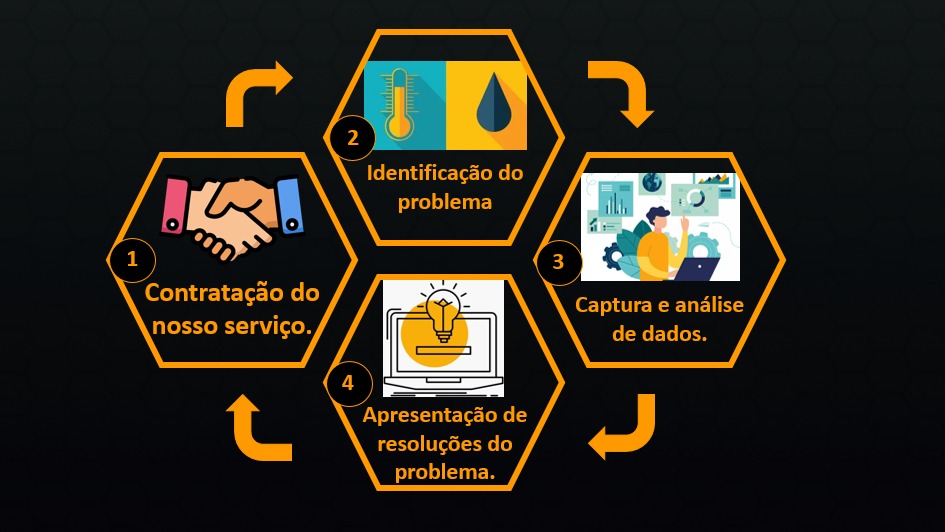 1
Contratação do
nosso serviço.
2
Identificação do
problema
3
Captura e análise
de dados.
4
Apresentação de
resoluções do
problema.